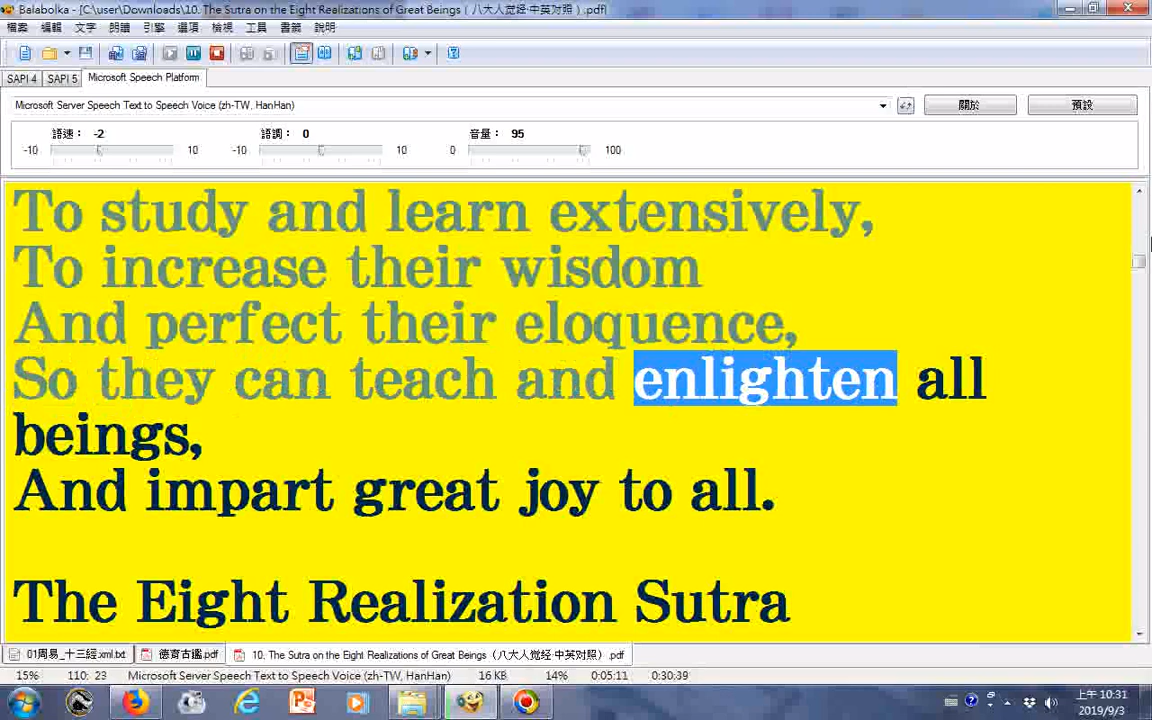 Balabolka - [C:\user\Downloads\10. The Sutra on the Eight Realizations of Great Beings（八大人觉经·中英对照）.pdf]
檔案 編輯 文字 朗讀 引擎 選項 檢視 工具 書籤 說明
SAPI 4 SAPI 5 Microsoft Speech Platform
Microsoft Server Speech Text to Speech Voice (zh-TW, HanHan) 關於 預設
語速： -2 語調： 0 音量： 95
-10 10 -10 10 0 100
To study and learn extensively,
To increase their wisdom
And perfect their eloquence,
So they can teach and enlighten all
beings,
And impart great joy to all.
The Eight Realization Sutra
01周易_十三經.xml.txt 德育古鑑.pdf 10. The Sutra on the Eight Realizations of Great Beings（八大人觉经·中英对照）.pdf
15% 110: 23 Microsoft Server Speech Text to Speech Voice (zh-TW, HanHan) 16 KB 14% 0:05:11 0:30:39
上午 10:31
2019/9/3